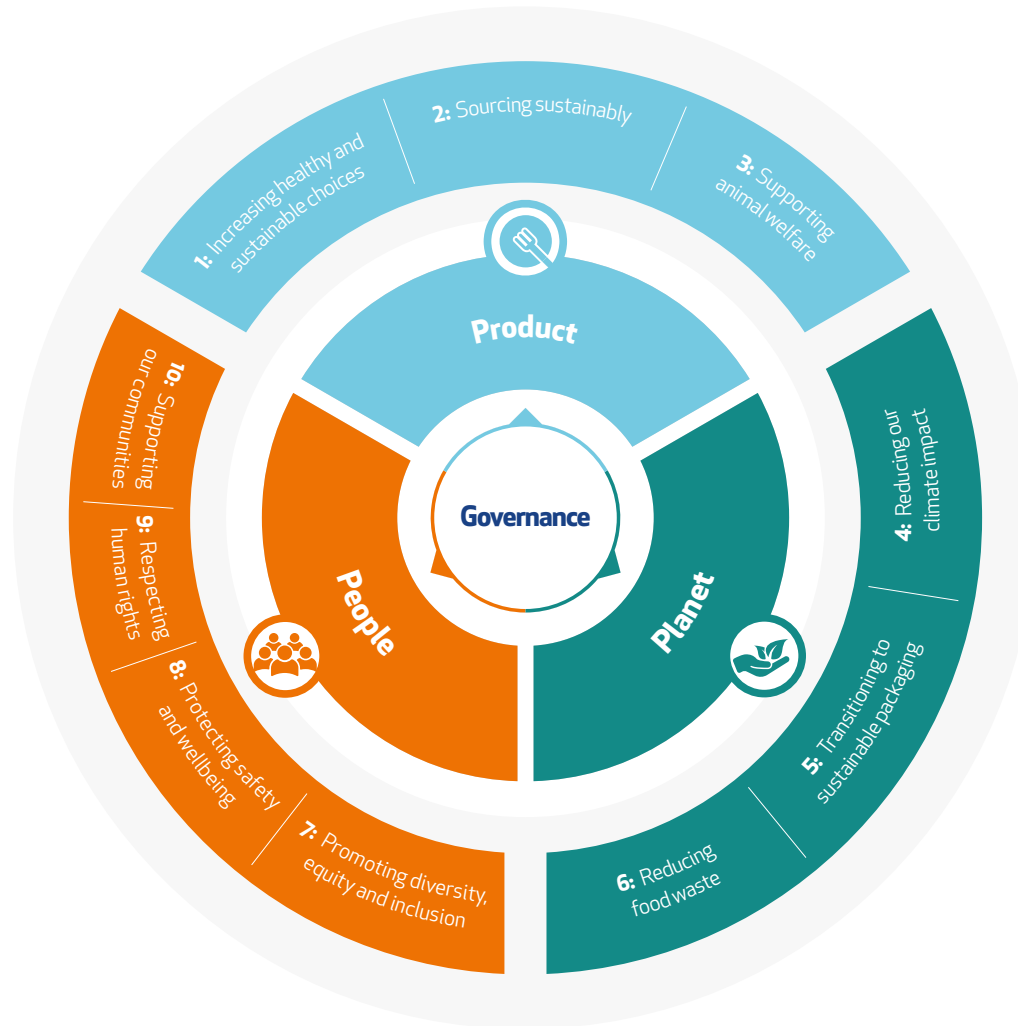 1: Increasing healthy and
sustainable choices
2: Sourcing sustainably
3: Supporting
animal welfare
4: Reducing our
climate impact
5: Transitioning to
sustainable packaging
6: Reducing
food waste
7: Promoting diversity,
equity and inclusion
8: Protecting safety
and wellbeing
9: Respecting
human rights
10: Supporting
our communities
Product
Planet
People
Governance